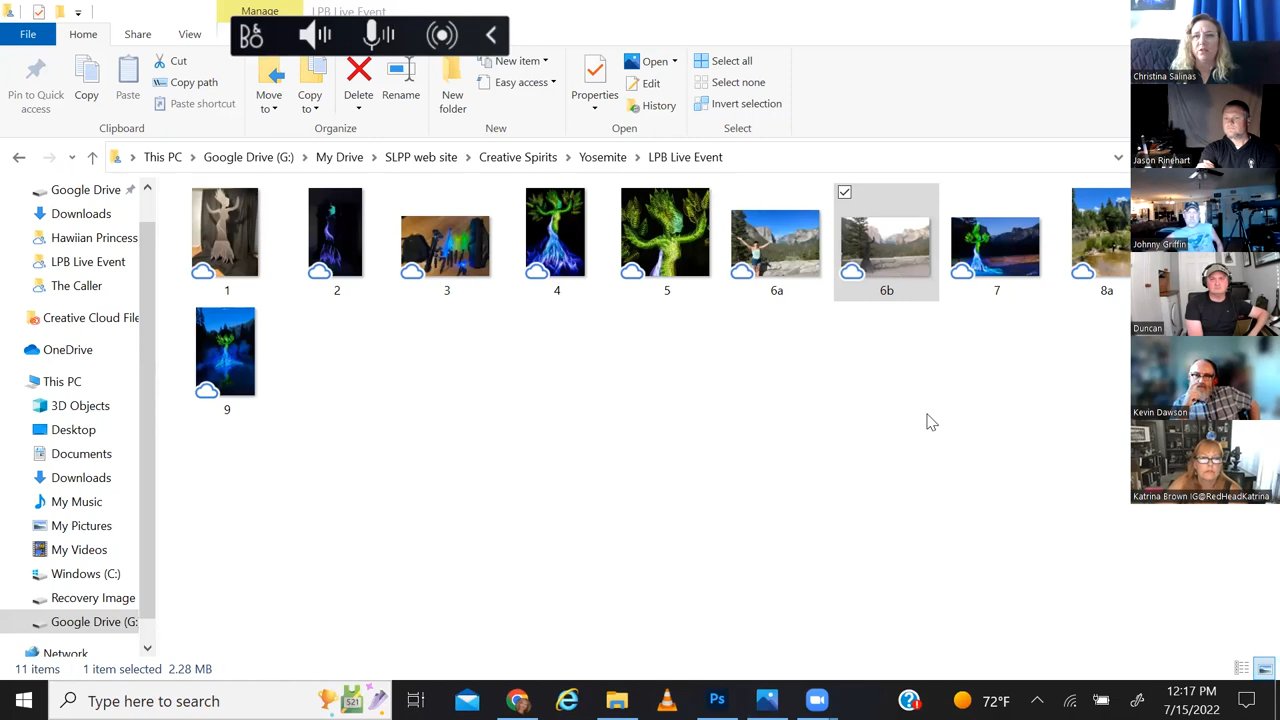 Manage
LPB Live Event
File
Home
Share
View
Pin to Quick
access
Copy
Paste
Cut
Copy path
Paste shortcut
Clipboard
Move
to
Copy
to
Delete
Rename
Organize
New item
Easy access
New
folder
New
Properties
Open
Edit
History
Open
Select all
Select none
Invert selection
Select
This PC > Google Drive (G:) > My Drive > SLPP web site > Creative Spirits > Yosemite > LPB Live Event
Google Drive
Downloads
Hawiian Princess
LPB Live Event
The Caller
Creative Cloud File
OneDrive
This PC
3D Objects
Desktop
Documents
Downloads
My Music
My Pictures
My Videos
Windows (C:)
Recovery Image
Google Drive (G:
Network
1
2
3
4
5
6a
6b
7
8a
9
Christina Salinas
Jason Rinehart
Johnny Griffin
Duncan
Kevin Dawson
Katrina Brown IG@RedHeadKatrina
11 items 1 item selected 2.28 MB
Type here to search
521
Ps
72°F
12:17 PM
7/15/2022